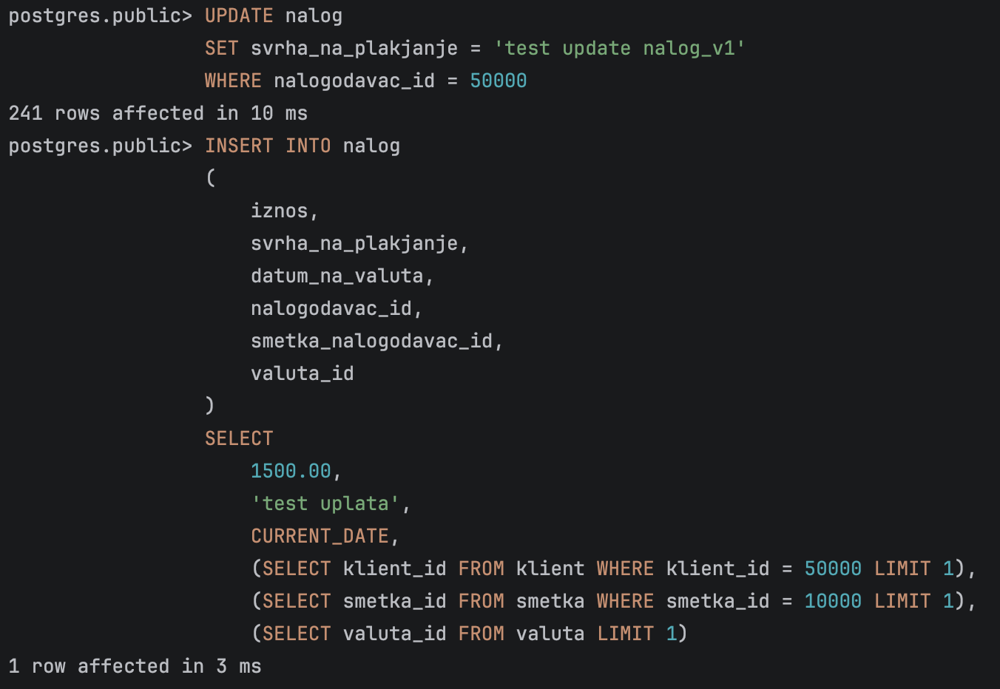 postgres.public> UPDATE nalog
SET svrha_na_plakjanje = 'test update nalog_v1'
WHERE nalogodavac_id = 50000
241 rows affected in 10 ms
postgres.public> INSERT INTO nalog
(
iznos,
svrha_na_plakjanje,
datum_na_valuta,
nalogodavac_id,
smetka_nalogodavac_id,
valuta_id
)
SELECT
1500.00,
'test uplata',
CURRENT_DATE,
(SELECT klient_id FROM klient WHERE klient_id = 50000 LIMIT 1),
(SELECT smetka_id FROM smetka WHERE smetka_id = 10000 LIMIT 1),
(SELECT valuta_id FROM valuta LIMIT 1)
1 row affected in 3 ms